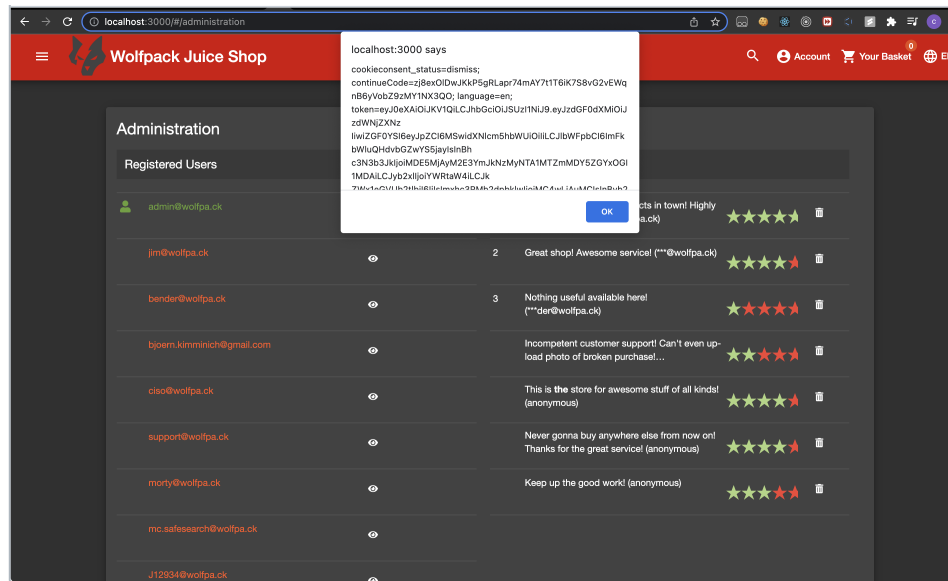 localhost:3000/#/administration
Wolfpack Juice Shop
Account
Your Basket
0
localhost:3000 says
cookieconsent_status=dismiss;
continueCode=zj8exOlDwJKkP5gRLapr74mAY7t1T6iK7S8vG2vEWq
nB6yVobZ9zMY1NX3QO; language=en;
token=eyJ0eXAiOiJKV1QiLCJhbGciOiJSUzI1NiJ9.eyJzdGF0dXMiOiJ
zdWNjZXNz
IiwiZGF0YSI6eyJpZCI6MSwidXNlcm5hbWUiOiIiLCJlbWFpbCI6ImFk
bWluQHdvbGZwYS5jayIsInBh
c3N3b3JkIjoiMDE5MjAyM2E3YmJkNzMyNTA1MTZmMDY5ZGYxOGI
1MDAiLCJyb2xlIjoiYWRtaW4iLCJk
OK
Administration
Registered Users
admin@wolfpa.ck
cts in town! Highly
a.ck)
jim@wolfpa.ck
2
Great shop! Awesome service! (***@wolfpa.ck)
bender@wolfpa.ck
3
Nothing useful available here!
(***der@wolfpa.ck)
bjoern.kimminich@gmail.com
Incompetent customer support! Can't even up-
load photo of broken purchase!…
ciso@wolfpa.ck
This is the store for awesome stuff of all kinds!
(anonymous)
support@wolfpa.ck
Never gonna buy anywhere else from now on!
Thanks for the great service! (anonymous)
morty@wolfpa.ck
Keep up the good work! (anonymous)
mc.safesearch@wolfpa.ck
J12934@wolfpa.ck